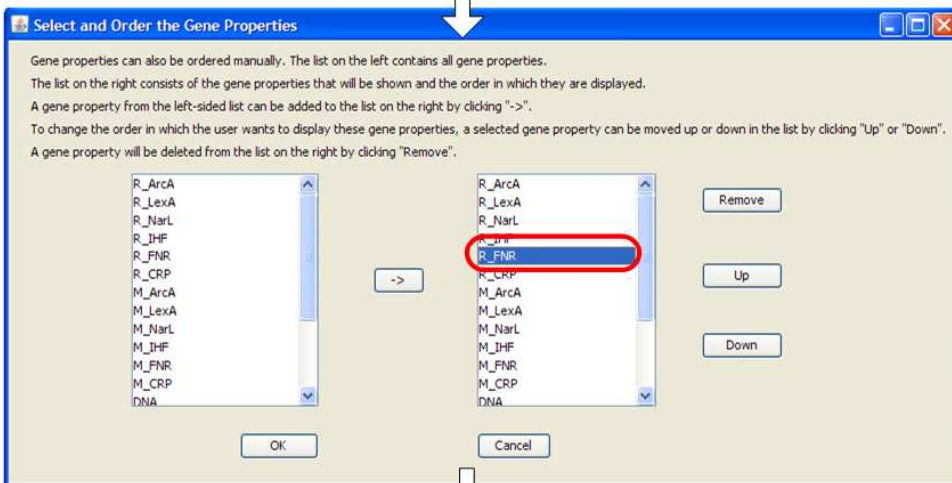 Select and Order the Gene Properties
Gene properties can also be ordered manually. The list on the left contains all gene properties.
The list on the right consists of the gene properties that will be shown and the order in which they are displayed.
A gene property from the left-sided list can be added to the list on the right by clicking "->".
To change the order in which the user wants to display these gene properties, a selected gene property can be moved up or down in the list by clicking "Up" or "Down".
A gene property will be deleted from the list on the right by clicking "Remove".
R_ArcA
R_LexA
R_NarL
R_IHF
R_FNR
R_CRP
M_ArcA
M_LexA
M_NarL
M_IHF
M_FNR
M_CRP
DNA
->
R_ArcA
R_LexA
R_NarL
R_IHF
R_FNR
R_CRP
M_ArcA
M_LexA
M_NarL
M_IHF
M_FNR
M_CRP
DNA
Remove
Up
Down
OK
Cancel